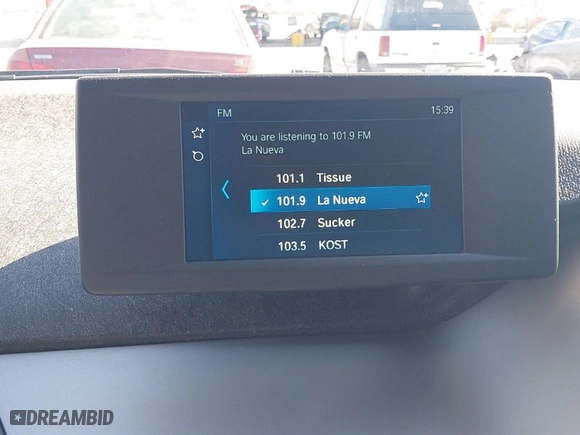 FM 15:39
You are listening to 101.9 FM
La Nueva
101.1 Tissue
101.9 La Nueva
102.7 Sucker
103.5 KOST
DREAMBID